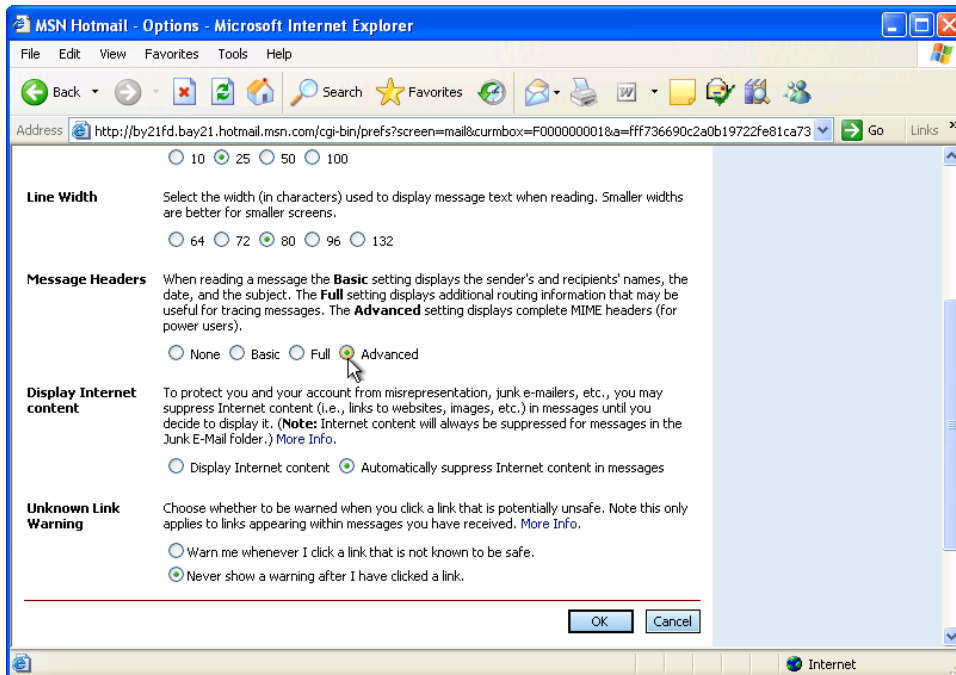 MSN Hotmail - Options - Microsoft Internet Explorer
File Edit View Favorites Tools Help
Back Search Favorites
Address http://by21fd.bay21.hotmail.msn.com/cgi-bin/prefs?screen=mail&curmbox=F000000001&a=fff736690c2a0b19722fe81ca73 Go Links »
10 25 50 100
Line Width Select the width (in characters) used to display message text when reading. Smaller widths
are better for smaller screens.
64 72 80 96 132
Message Headers When reading a message the Basic setting displays the sender's and recipients' names, the
date, and the subject. The Full setting displays additional routing information that may be
useful for tracing messages. The Advanced setting displays complete MIME headers (for
power users).
None Basic Full Advanced
Display Internet To protect you and your account from misrepresentation, junk e-mailers, etc., you may
content suppress Internet content (i.e., links to websites, images, etc.) in messages until you
decide to display it. (Note: Internet content will always be suppressed for messages in the
Junk E-Mail folder.) More Info.
Display Internet content Automatically suppress Internet content in messages
Unknown Link Choose whether to be warned when you click a link that is potentially unsafe. Note this only
Warning applies to links appearing within messages you have received. More Info.
Warn me whenever I click a link that is not known to be safe.
Never show a warning after I have clicked a link.
OK Cancel
Internet